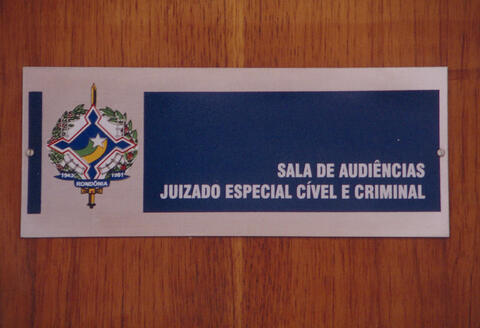 SALA DE AUDIÊNCIAS
JUIZADO ESPECIAL CÍVEL E CRIMINAL
1943 1981
RONDÔNIA